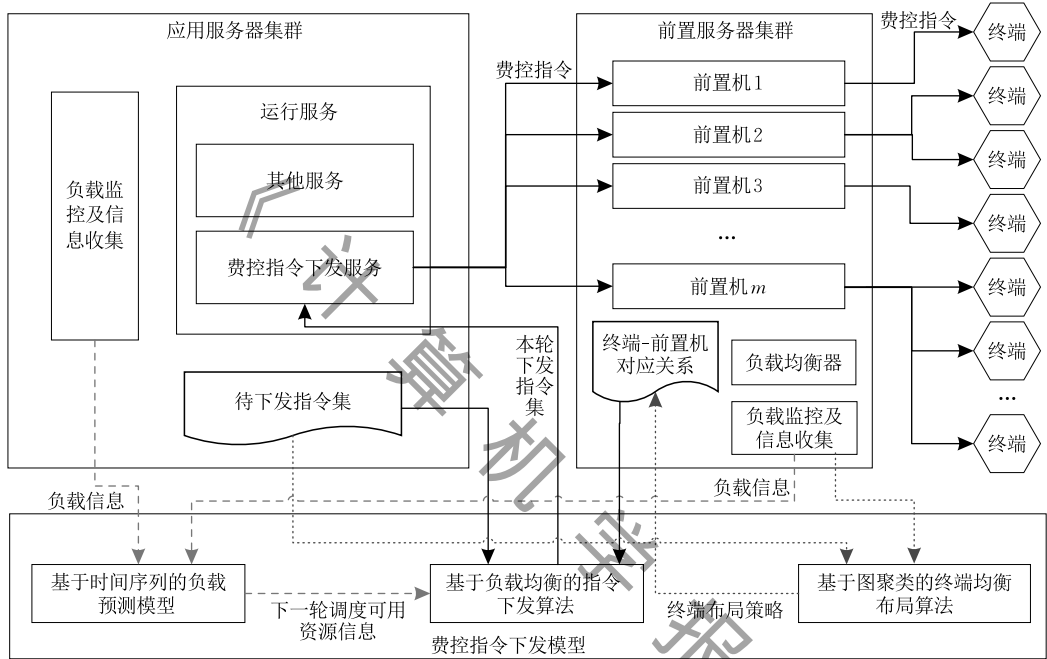 应用服务器集群
前置服务器集群
费控指令
终端
费控指令
前置机1
终端
负载监
控及信
息收集
运行服务
前置机2
终端
其他服务
前置机3
终端
...
费控指令下发服务
前置机m
终端
本轮
下发
指令
集
终端-前置机
对应关系
负载均衡器
终端
...
待下发指令集
负载监控及
信息收集
终端
负载信息
负载信息
基于时间序列的负载
预测模型
下一轮调度可用
资源信息
基于负载均衡的指令
下发算法
终端布局策略
基于图聚类的终端均衡
布局算法
费控指令下发模型
《计算机学报